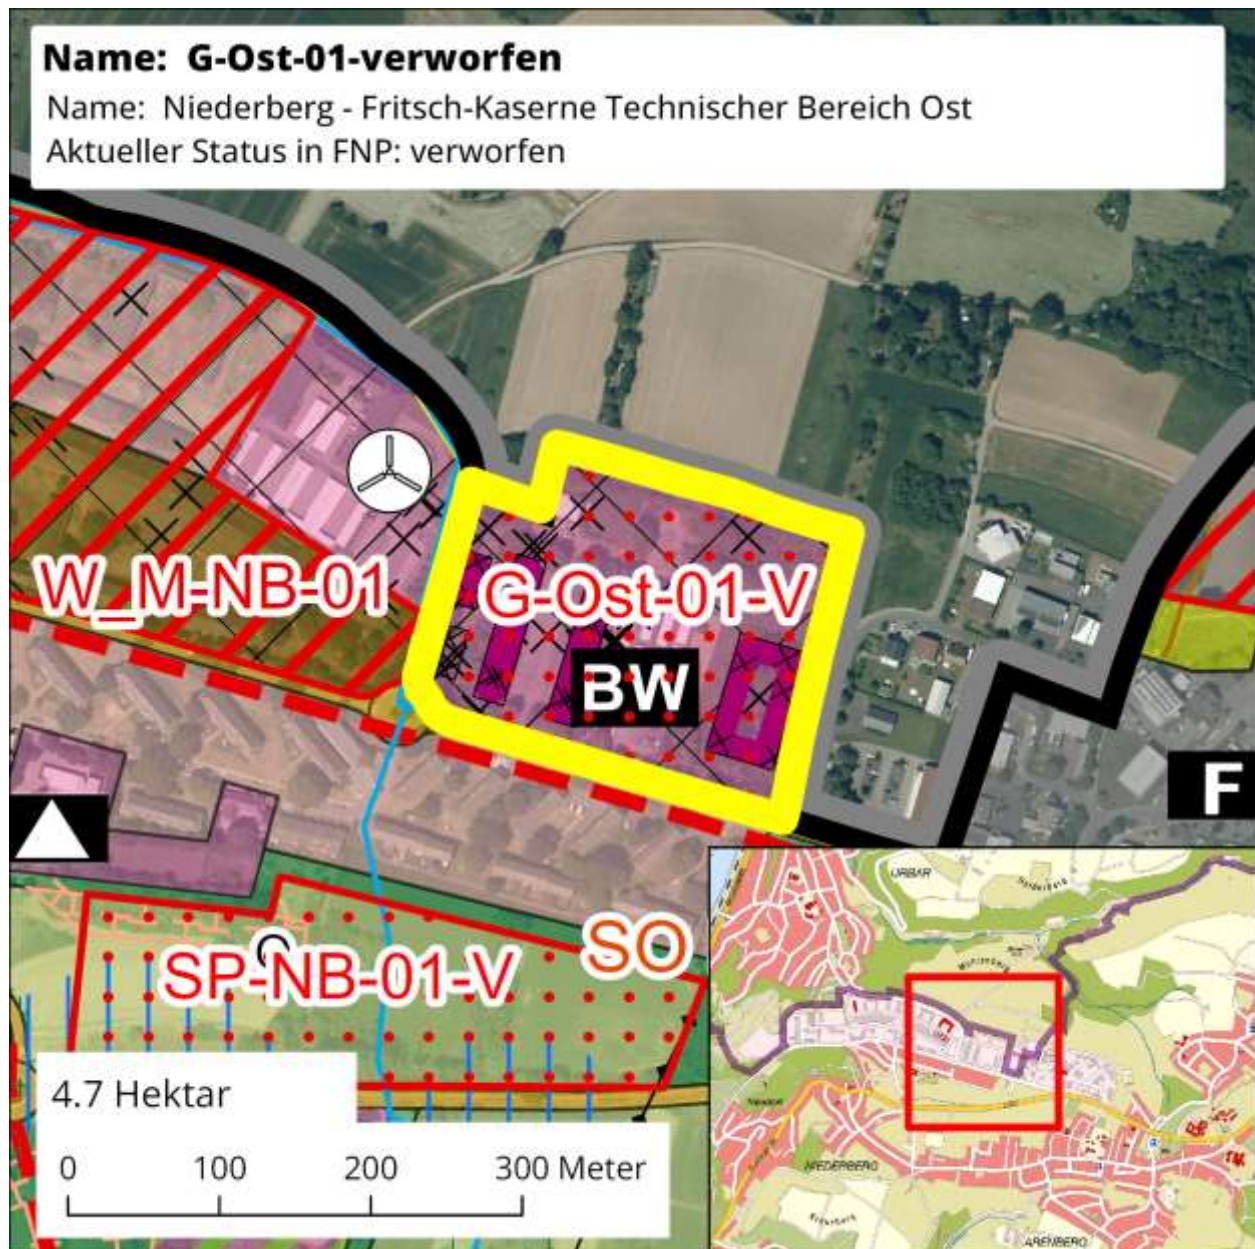 Name: G-Ost-01-verworfen
Name: Niederberg - Fritsch-Kaserne Technischer Bereich Ost
Aktueller Status in FNP: verworfen
W_M-NB-01
G-Ost-01-V
BW
F
SO
SP-NB-01-V
4.7 Hektar
0 100 200 300 Meter
URBAR
NIEDERBERG
ARENBERG